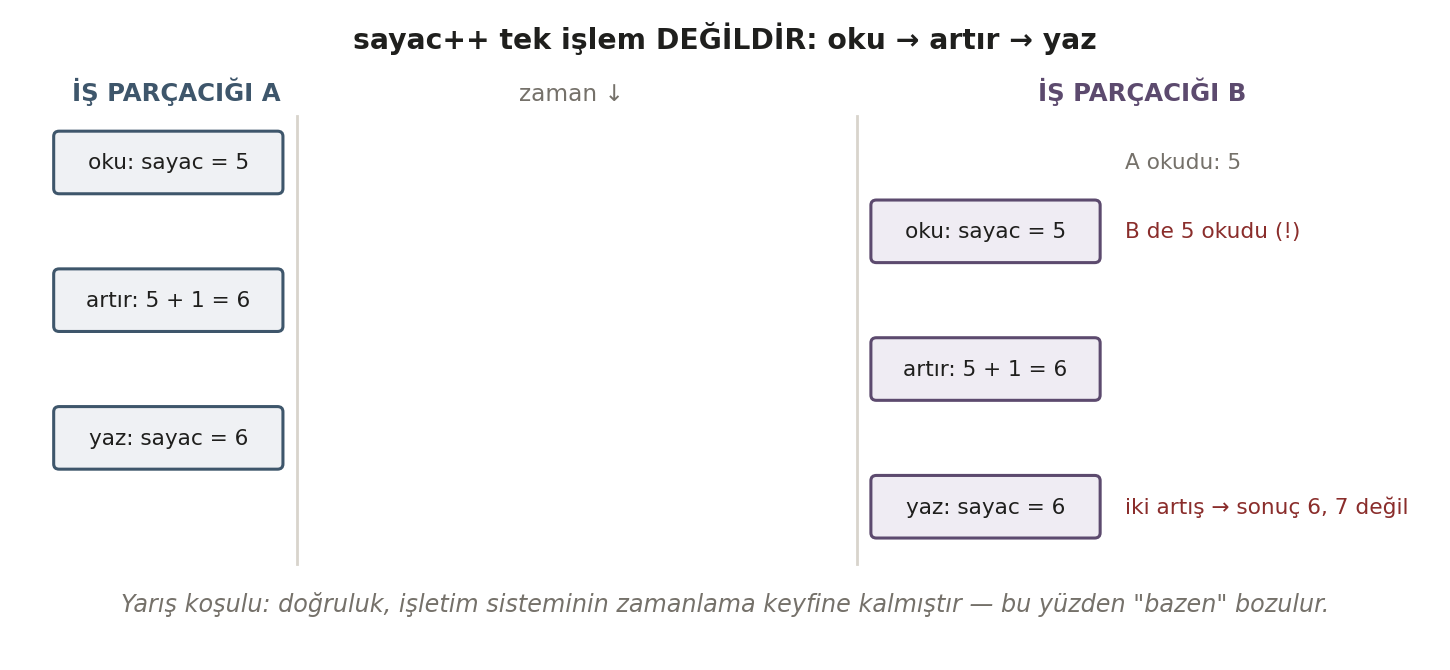 sayac++ tek işlem DEĞİLDİR: oku → artır → yaz
İŞ PARÇACIĞI A
zaman ↓
İŞ PARÇACIĞI B
oku: sayac = 5
A okudu: 5
oku: sayac = 5
B de 5 okudu (!)
artır: 5 + 1 = 6
artır: 5 + 1 = 6
yaz: sayac = 6
yaz: sayac = 6
iki artış → sonuç 6, 7 değil
Yarış koşulu: doğruluk, işletim sisteminin zamanlama keyfine kalmıştır — bu yüzden "bazen" bozulur.